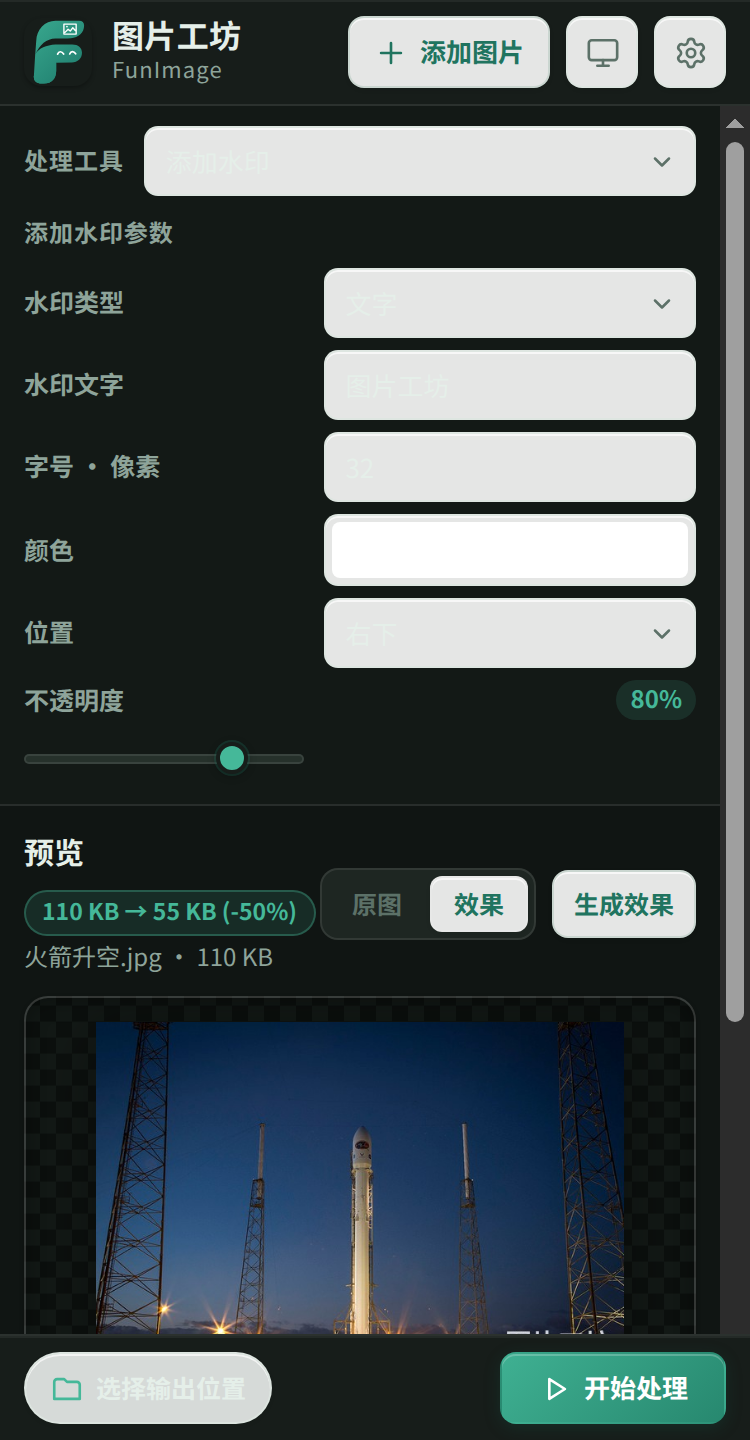 图片工坊
FunImage
添加图片
处理工具
添加水印
添加水印参数
水印类型
文字
水印文字
图片工坊
字号 • 像素
32
颜色
位置
右下
不透明度
80%
预览
110 KB → 55 KB (-50%)
原图
效果
生成效果
火箭升空.jpg • 110 KB
选择输出位置
开始处理